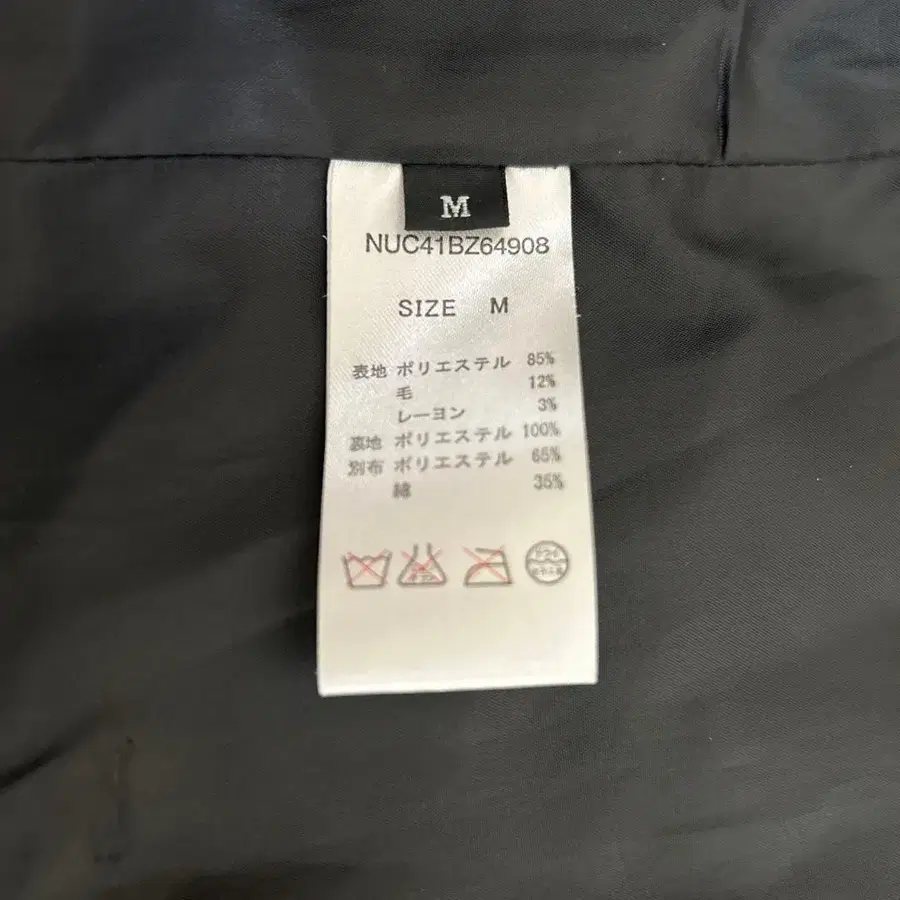 M
NUC41BZ64908
SIZE M
表地 ポリエステル 85%
毛 12%
レーヨン 3%
裏地 ポリエステル 100%
別布 ポリエステル 65%
綿 35%